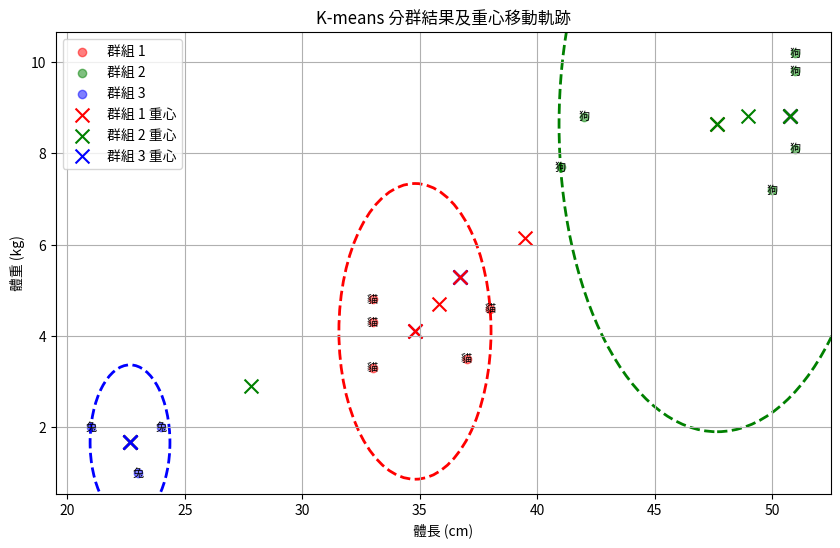 K-means 分群結果及重心移動軌跡
群組 1
群組 2
群組 3
群組 1 重心
群組 2 重心
群組 3 重心
狗
狗
狗
狗
狗
狗
貓
貓
貓
貓
貓
兔
兔
兔
體重 (kg)
10
8
6
4
2
20 25 30 35 40 45 50
體長 (cm)